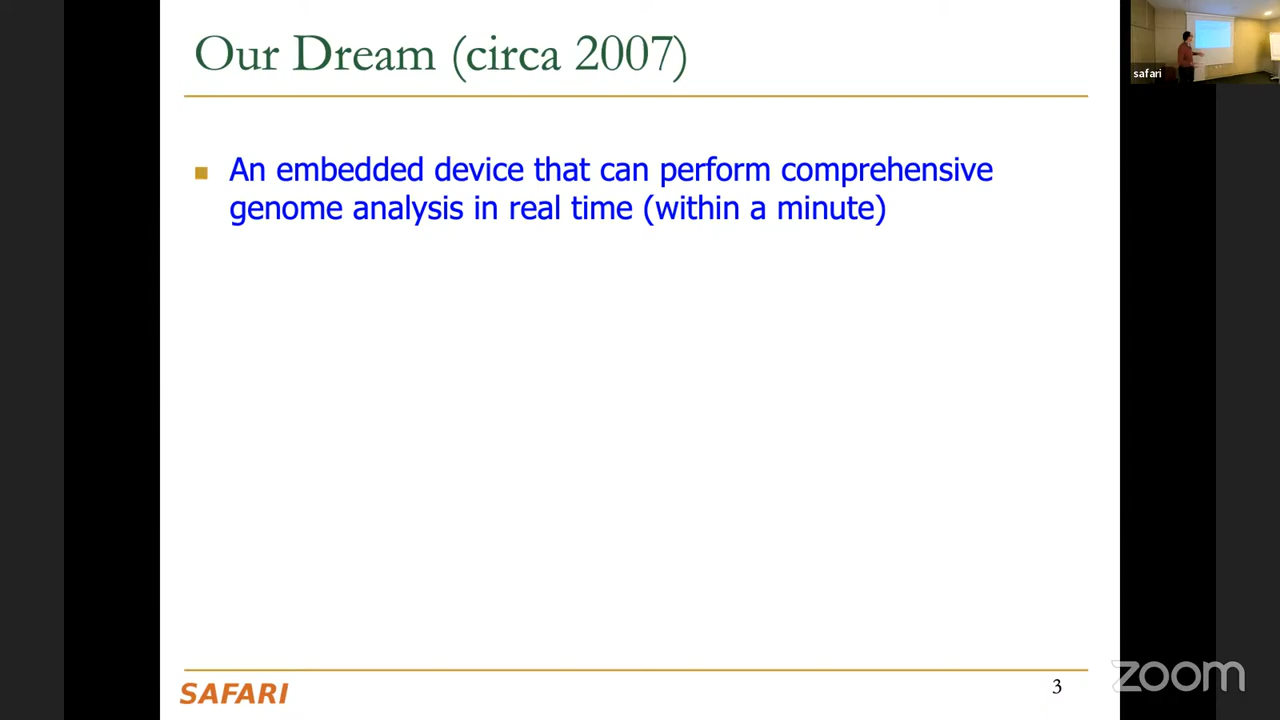 Our Dream (circa 2007)
safari
An embedded device that can perform comprehensive
genome analysis in real time (within a minute)
SAFARI
3
zoom